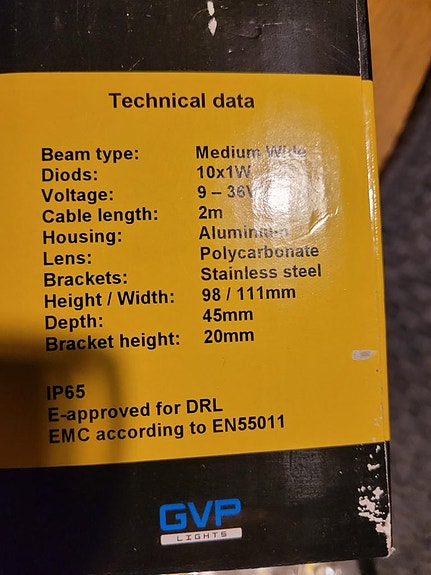 Technical data
Beam type: Medium Wide
Diods: 10x1W
Voltage: 9 – 36V
Cable length: 2m
Housing: Aluminium
Lens: Polycarbonate
Brackets: Stainless steel
Height / Width: 98 / 111mm
Depth: 45mm
Bracket height: 20mm
IP65
E-approved for DRL
EMC according to EN55011
GVP
LIGHTS